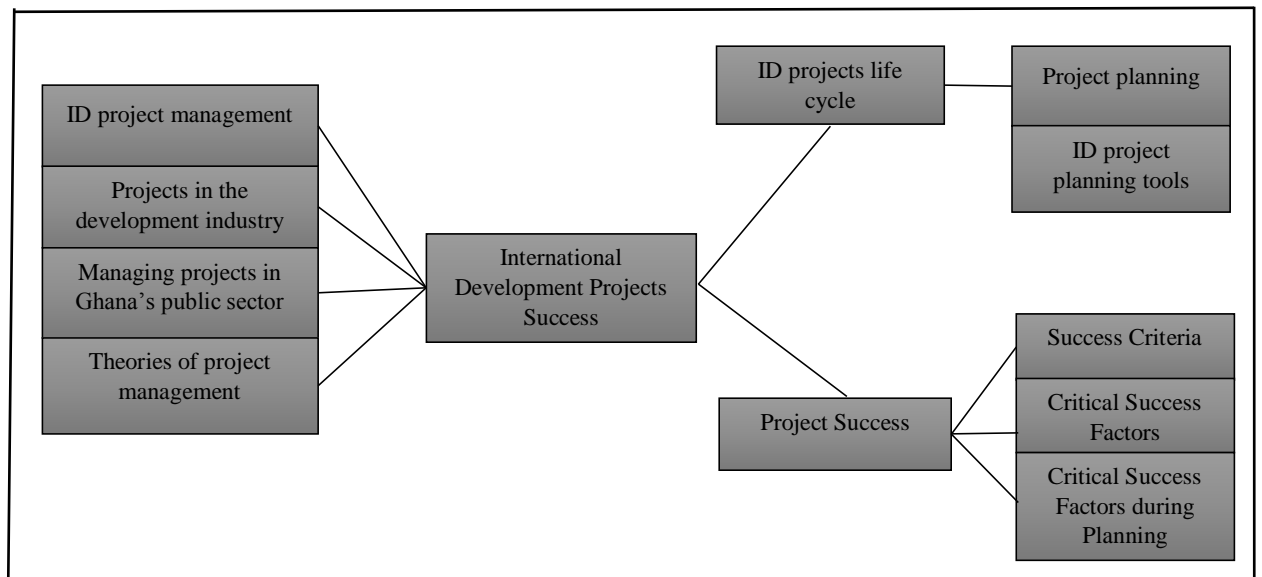 ID project management
Projects in the
development industry
Managing projects in
Ghana’s public sector
Theories of project
management
International
Development Projects
Success
ID projects life
cycle
Project planning
ID project
planning tools
Project Success
Success Criteria
Critical Success
Factors
Critical Success
Factors during
Planning